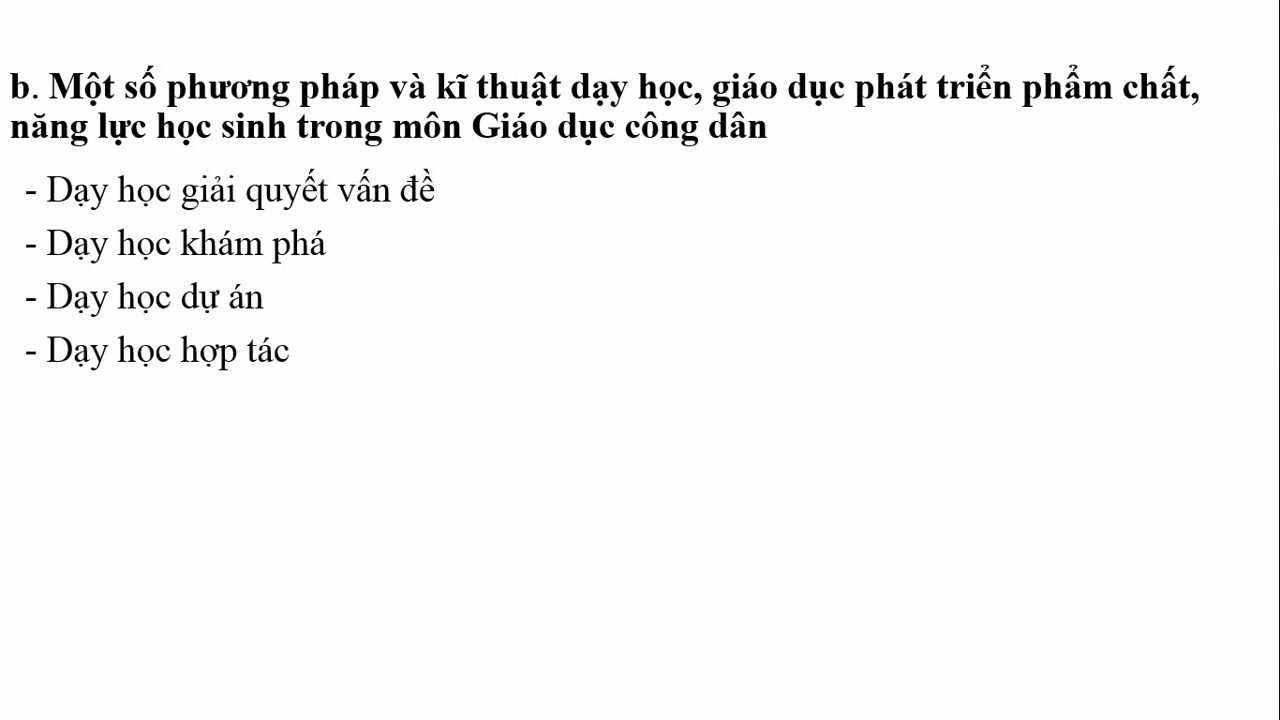 b. Một số phương pháp và kĩ thuật dạy học, giáo dục phát triển phẩm chất,
năng lực học sinh trong môn Giáo dục công dân
- Dạy học giải quyết vấn đề
- Dạy học khám phá
- Dạy học dự án
- Dạy học hợp tác